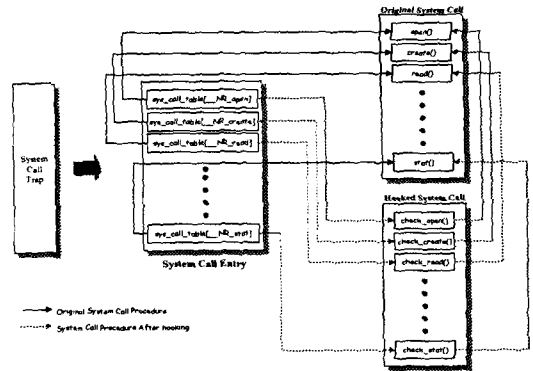 Original System Call
open()
create()
read()
stat()
System
Call
Trap
sys_call_table[__NR_open]
sys_call_table[__NR_create]
sys_call_table[__NR_read]
sys_call_table[__NR_stat]
System Call Entry
Hooked System Call
check_open()
check_create()
check_read()
check_stat()
Original System Call Procedure
System Call Procedure After hooking